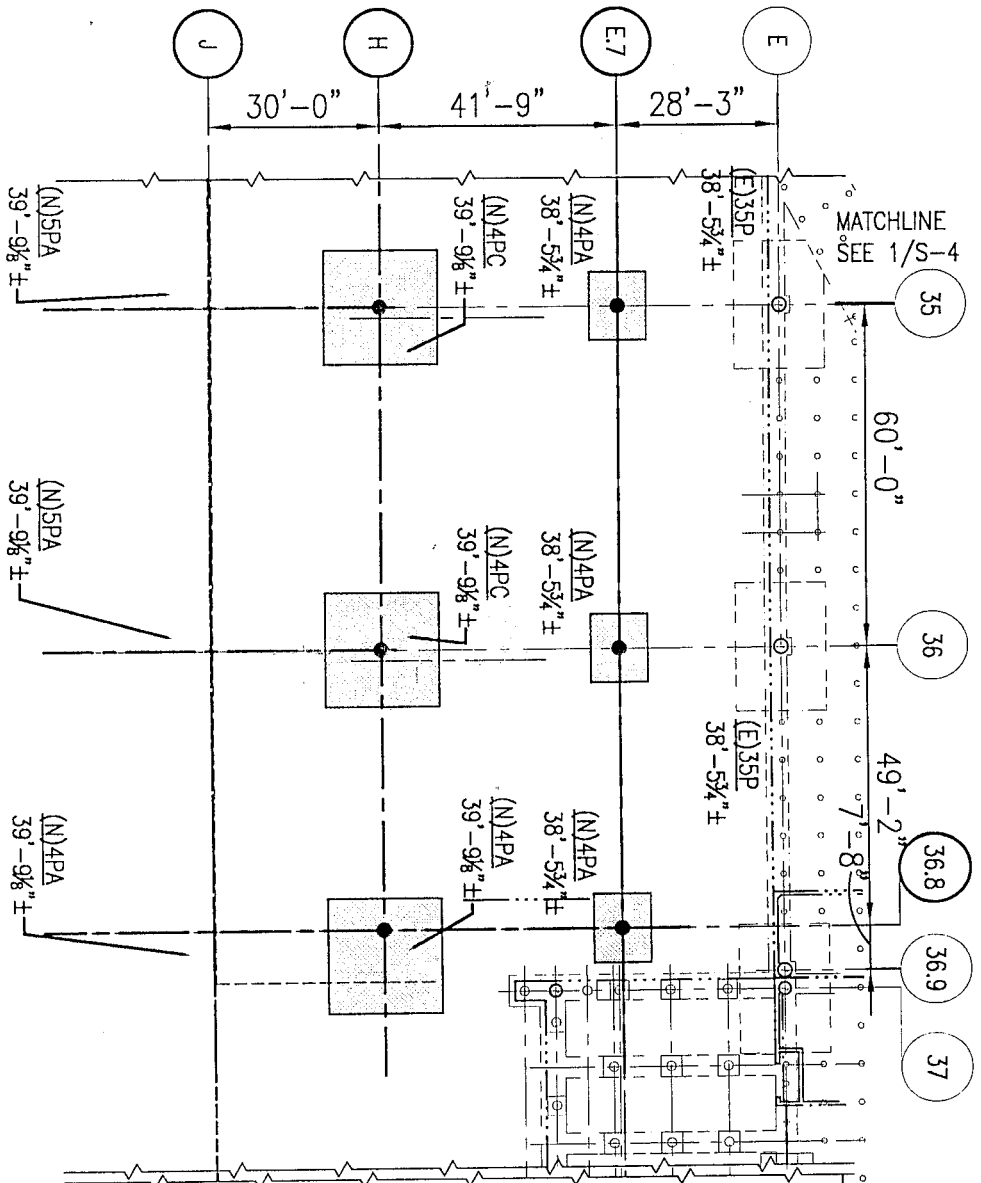 J
H
E.7
E
30'-0"
41'-9"
28'-3"
MATCHLINE
SEE 1/S-4
35
36
36.8
36.9
37
60'-0"
49'-2"
7'-8"
(E)35P
38'-5¾"±
(E)35P
38'-5¾"±
(N)4PA
38'-5¾"±
(N)4PA
38'-5¾"±
(N)4PA
38'-5¾"±
(N)4PC
39'-9⅛"±
(N)4PC
39'-9⅛"±
(N)4PA
39'-9⅛"±
(N)5PA
39'-9⅛"±
(N)5PA
39'-9⅛"±
(N)4PA
39'-9⅛"±